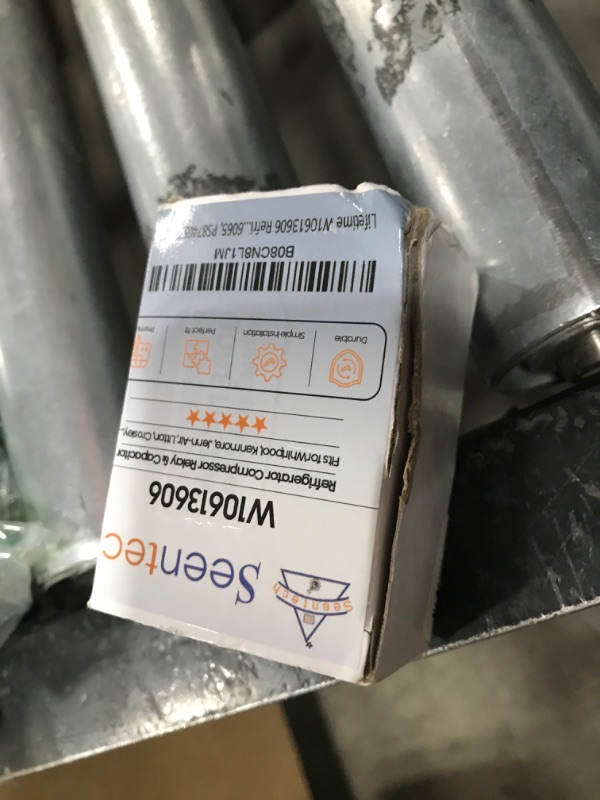 Seentech
Seentec
W10613606
Refrigerator Compressor Relay & Capacitor
Fits for Whirlpool, Kenmore, Jenn-Air, Litton, Crosley...
Durable
Simple installation
Perfect fit
B08CN8L1JM
Lifetime W10613606 Refri...6065, PS87460